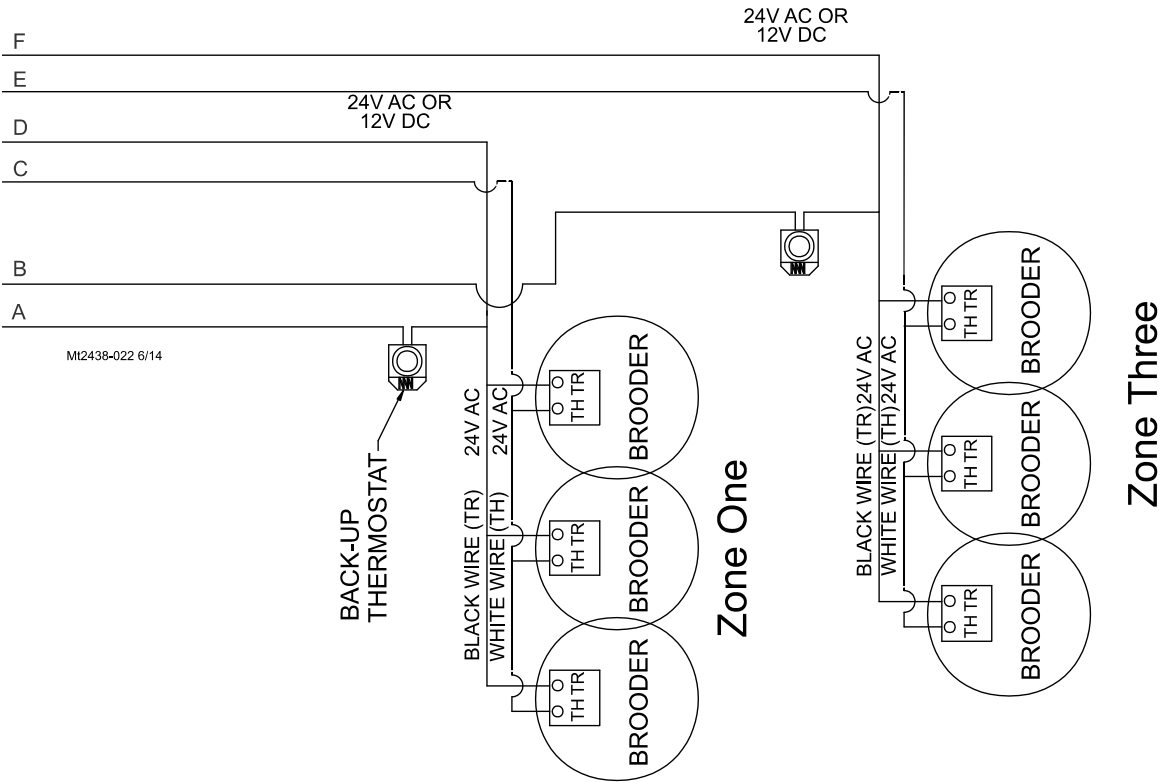 24V AC OR
12V DC
F
E
24V AC OR
12V DC
D
C
B
A
Mt2438-022 6/14
BACK-UP
THERMOSTAT
BLACK WIRE (TR) 24V AC
WHITE WIRE (TH) 24V AC
TH TR
BROODER
TH TR
BROODER
TH TR
BROODER
Zone One
BLACK WIRE (TR)24V AC
WHITE WIRE (TH)24V AC
TH TR
BROODER
TH TR
BROODER
TH TR
BROODER
Zone Three